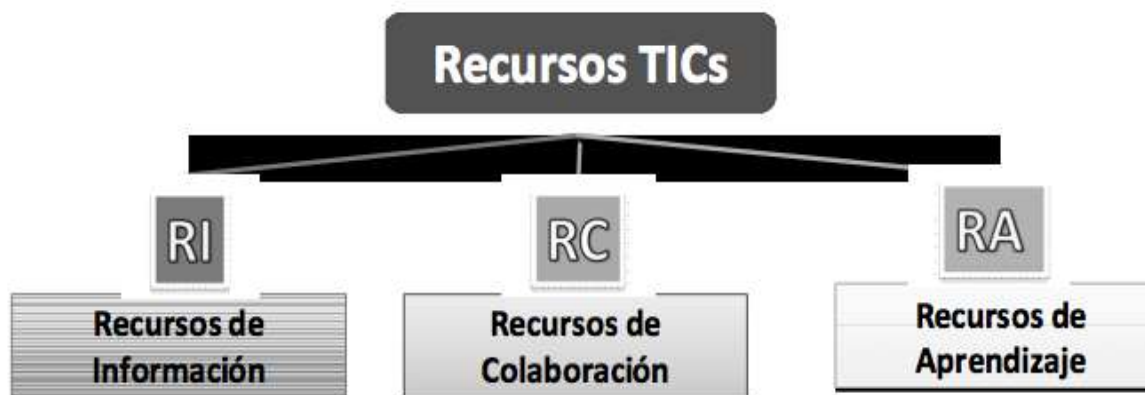 Recursos TICs
RI
RC
RA
Recursos de
Información
Recursos de
Colaboración
Recursos de
Aprendizaje